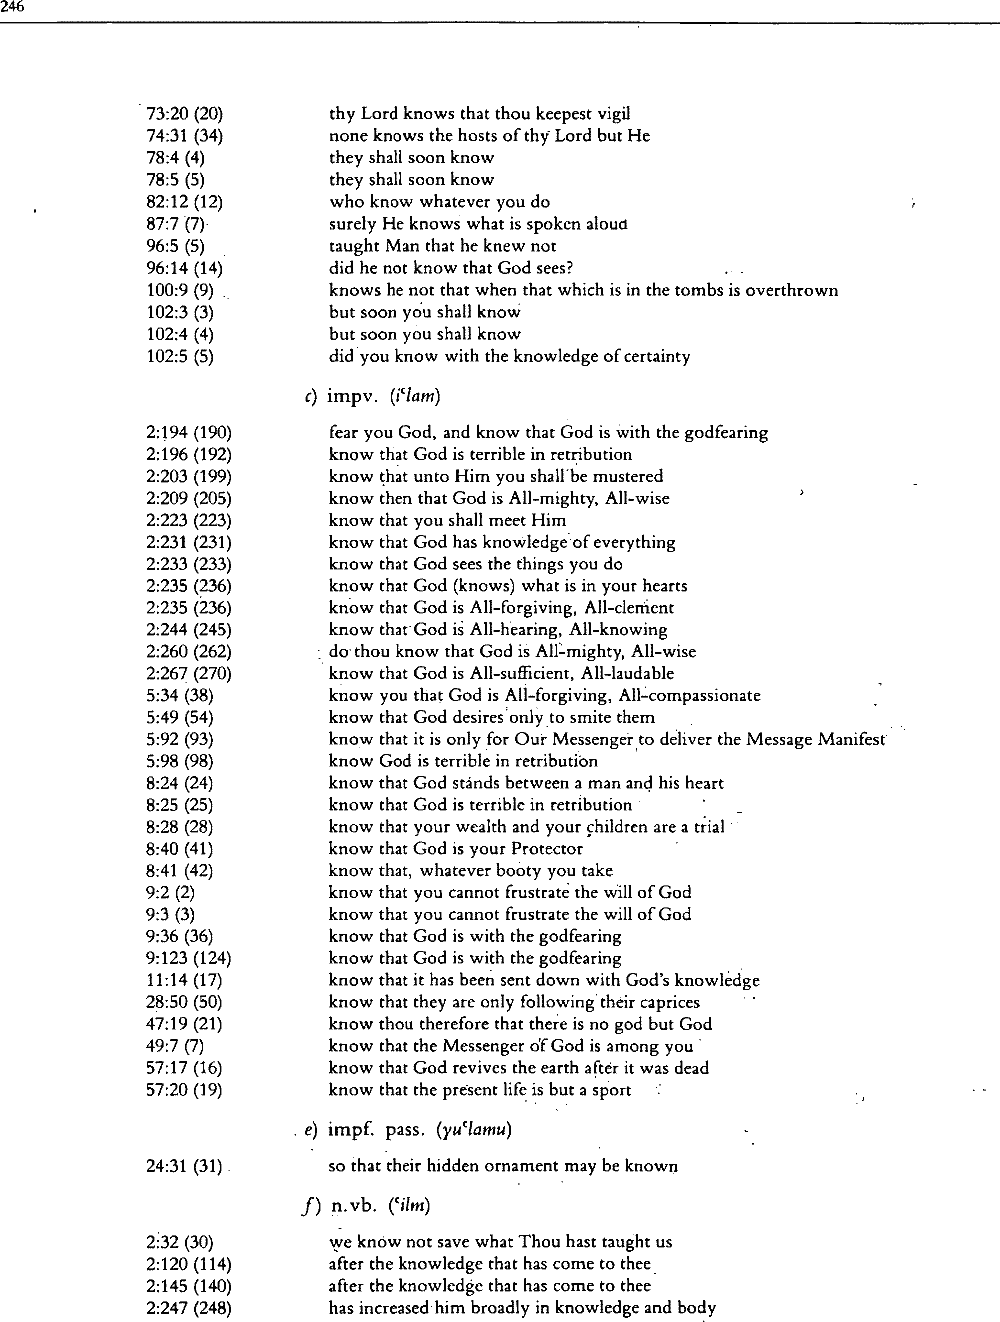 246
73:20 (20) thy Lord knows that thou keepest vigil
74:31 (34) none knows the hosts of thy Lord but He
78:4 (4) they shall soon know
78:5 (5) they shall soon know
82:12 (12) who know whatever you do
87:7 (7) surely He knows what is spoken aloud
96:5 (5) taught Man that he knew not
96:14 (14) did he not know that God sees?
100:9 (9) knows he not that when that which is in the tombs is overthrown
102:3 (3) but soon you shall know
102:4 (4) but soon you shall know
102:5 (5) did you know with the knowledge of certainty
c) impv. (iʿlam)
2:194 (190) fear you God, and know that God is with the godfearing
2:196 (192) know that God is terrible in retribution
2:203 (199) know that unto Him you shall be mustered
2:209 (205) know then that God is All-mighty, All-wise
2:223 (223) know that you shall meet Him
2:231 (231) know that God has knowledge of everything
2:233 (233) know that God sees the things you do
2:235 (236) know that God (knows) what is in your hearts
2:235 (236) know that God is All-forgiving, All-clement
2:244 (245) know that God is All-hearing, All-knowing
2:260 (262) do thou know that God is All-mighty, All-wise
2:267 (270) know that God is All-sufficient, All-laudable
5:34 (38) know you that God is All-forgiving, All-compassionate
5:49 (54) know that God desires only to smite them
5:92 (93) know that it is only for Our Messenger to deliver the Message Manifest
5:98 (98) know God is terrible in retribution
8:24 (24) know that God stands between a man and his heart
8:25 (25) know that God is terrible in retribution
8:28 (28) know that your wealth and your children are a trial
8:40 (41) know that God is your Protector
8:41 (42) know that, whatever booty you take
9:2 (2) know that you cannot frustrate the will of God
9:3 (3) know that you cannot frustrate the will of God
9:36 (36) know that God is with the godfearing
9:123 (124) know that God is with the godfearing
11:14 (17) know that it has been sent down with God's knowledge
28:50 (50) know that they are only following their caprices
47:19 (21) know thou therefore that there is no god but God
49:7 (7) know that the Messenger of God is among you
57:17 (16) know that God revives the earth after it was dead
57:20 (19) know that the present life is but a sport
e) impf. pass. (yuʿlamu)
24:31 (31) so that their hidden ornament may be known
f) n.vb. (ʿilm)
2:32 (30) we know not save what Thou hast taught us
2:120 (114) after the knowledge that has come to thee
2:145 (140) after the knowledge that has come to thee
2:247 (248) has increased him broadly in knowledge and body